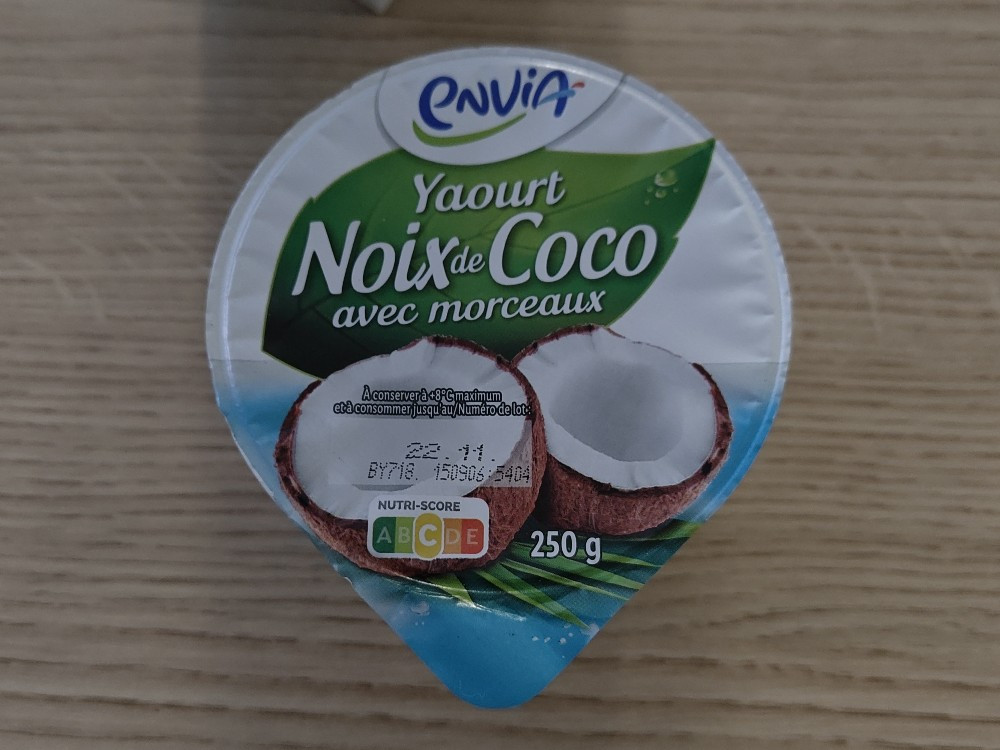 envia
Yaourt
Noix de Coco
avec morceaux
À conserver à +8°C maximum
et à consommer jusqu'au/Numéro de lot:
22.11.
BY718. 150906:5404
NUTRI-SCORE
A B C D E
250 g